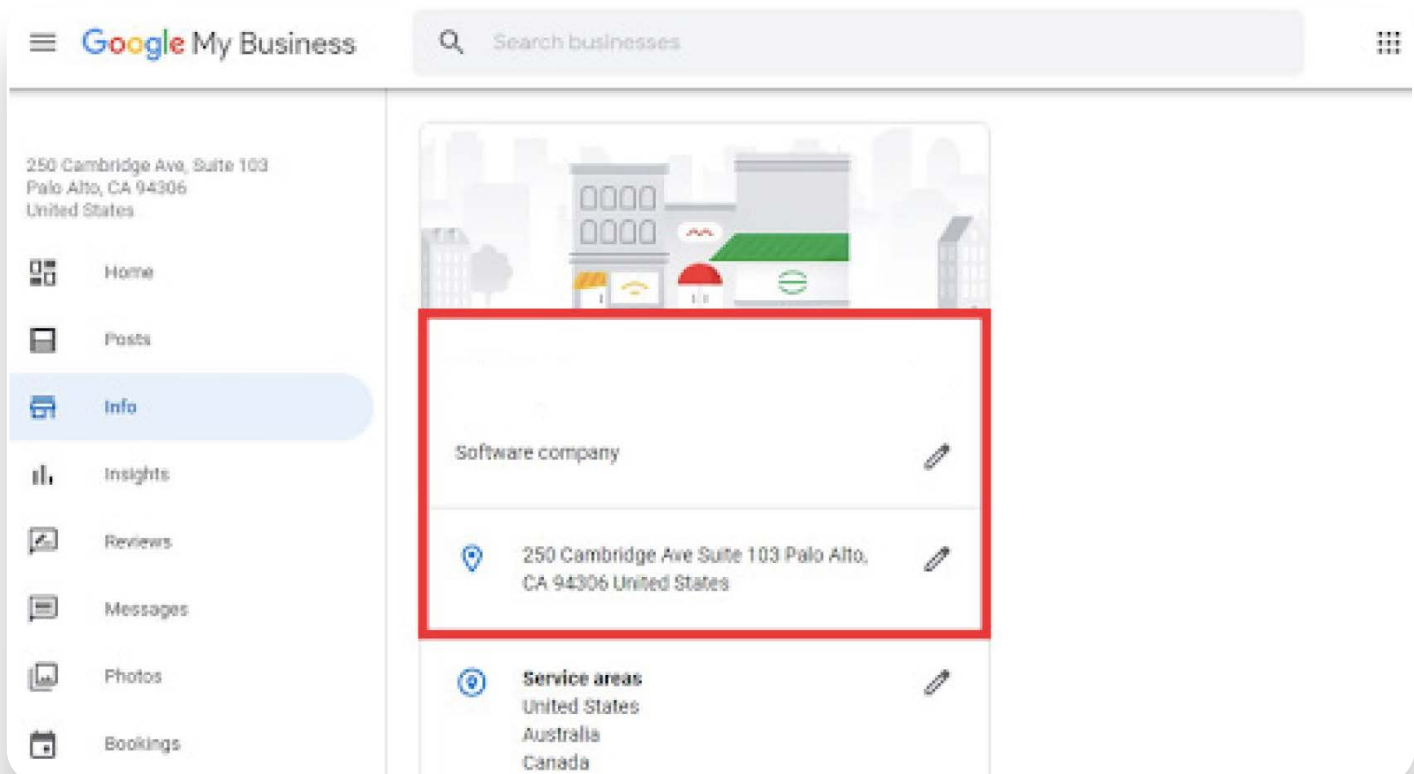 Google My Business
Search businesses
250 Cambridge Ave, Suite 103
Palo Alto, CA 94306
United States
Home
Posts
Info
Insights
Reviews
Messages
Photos
Bookings
Software company
250 Cambridge Ave Suite 103 Palo Alto,
CA 94306 United States
Service areas
United States
Australia
Canada